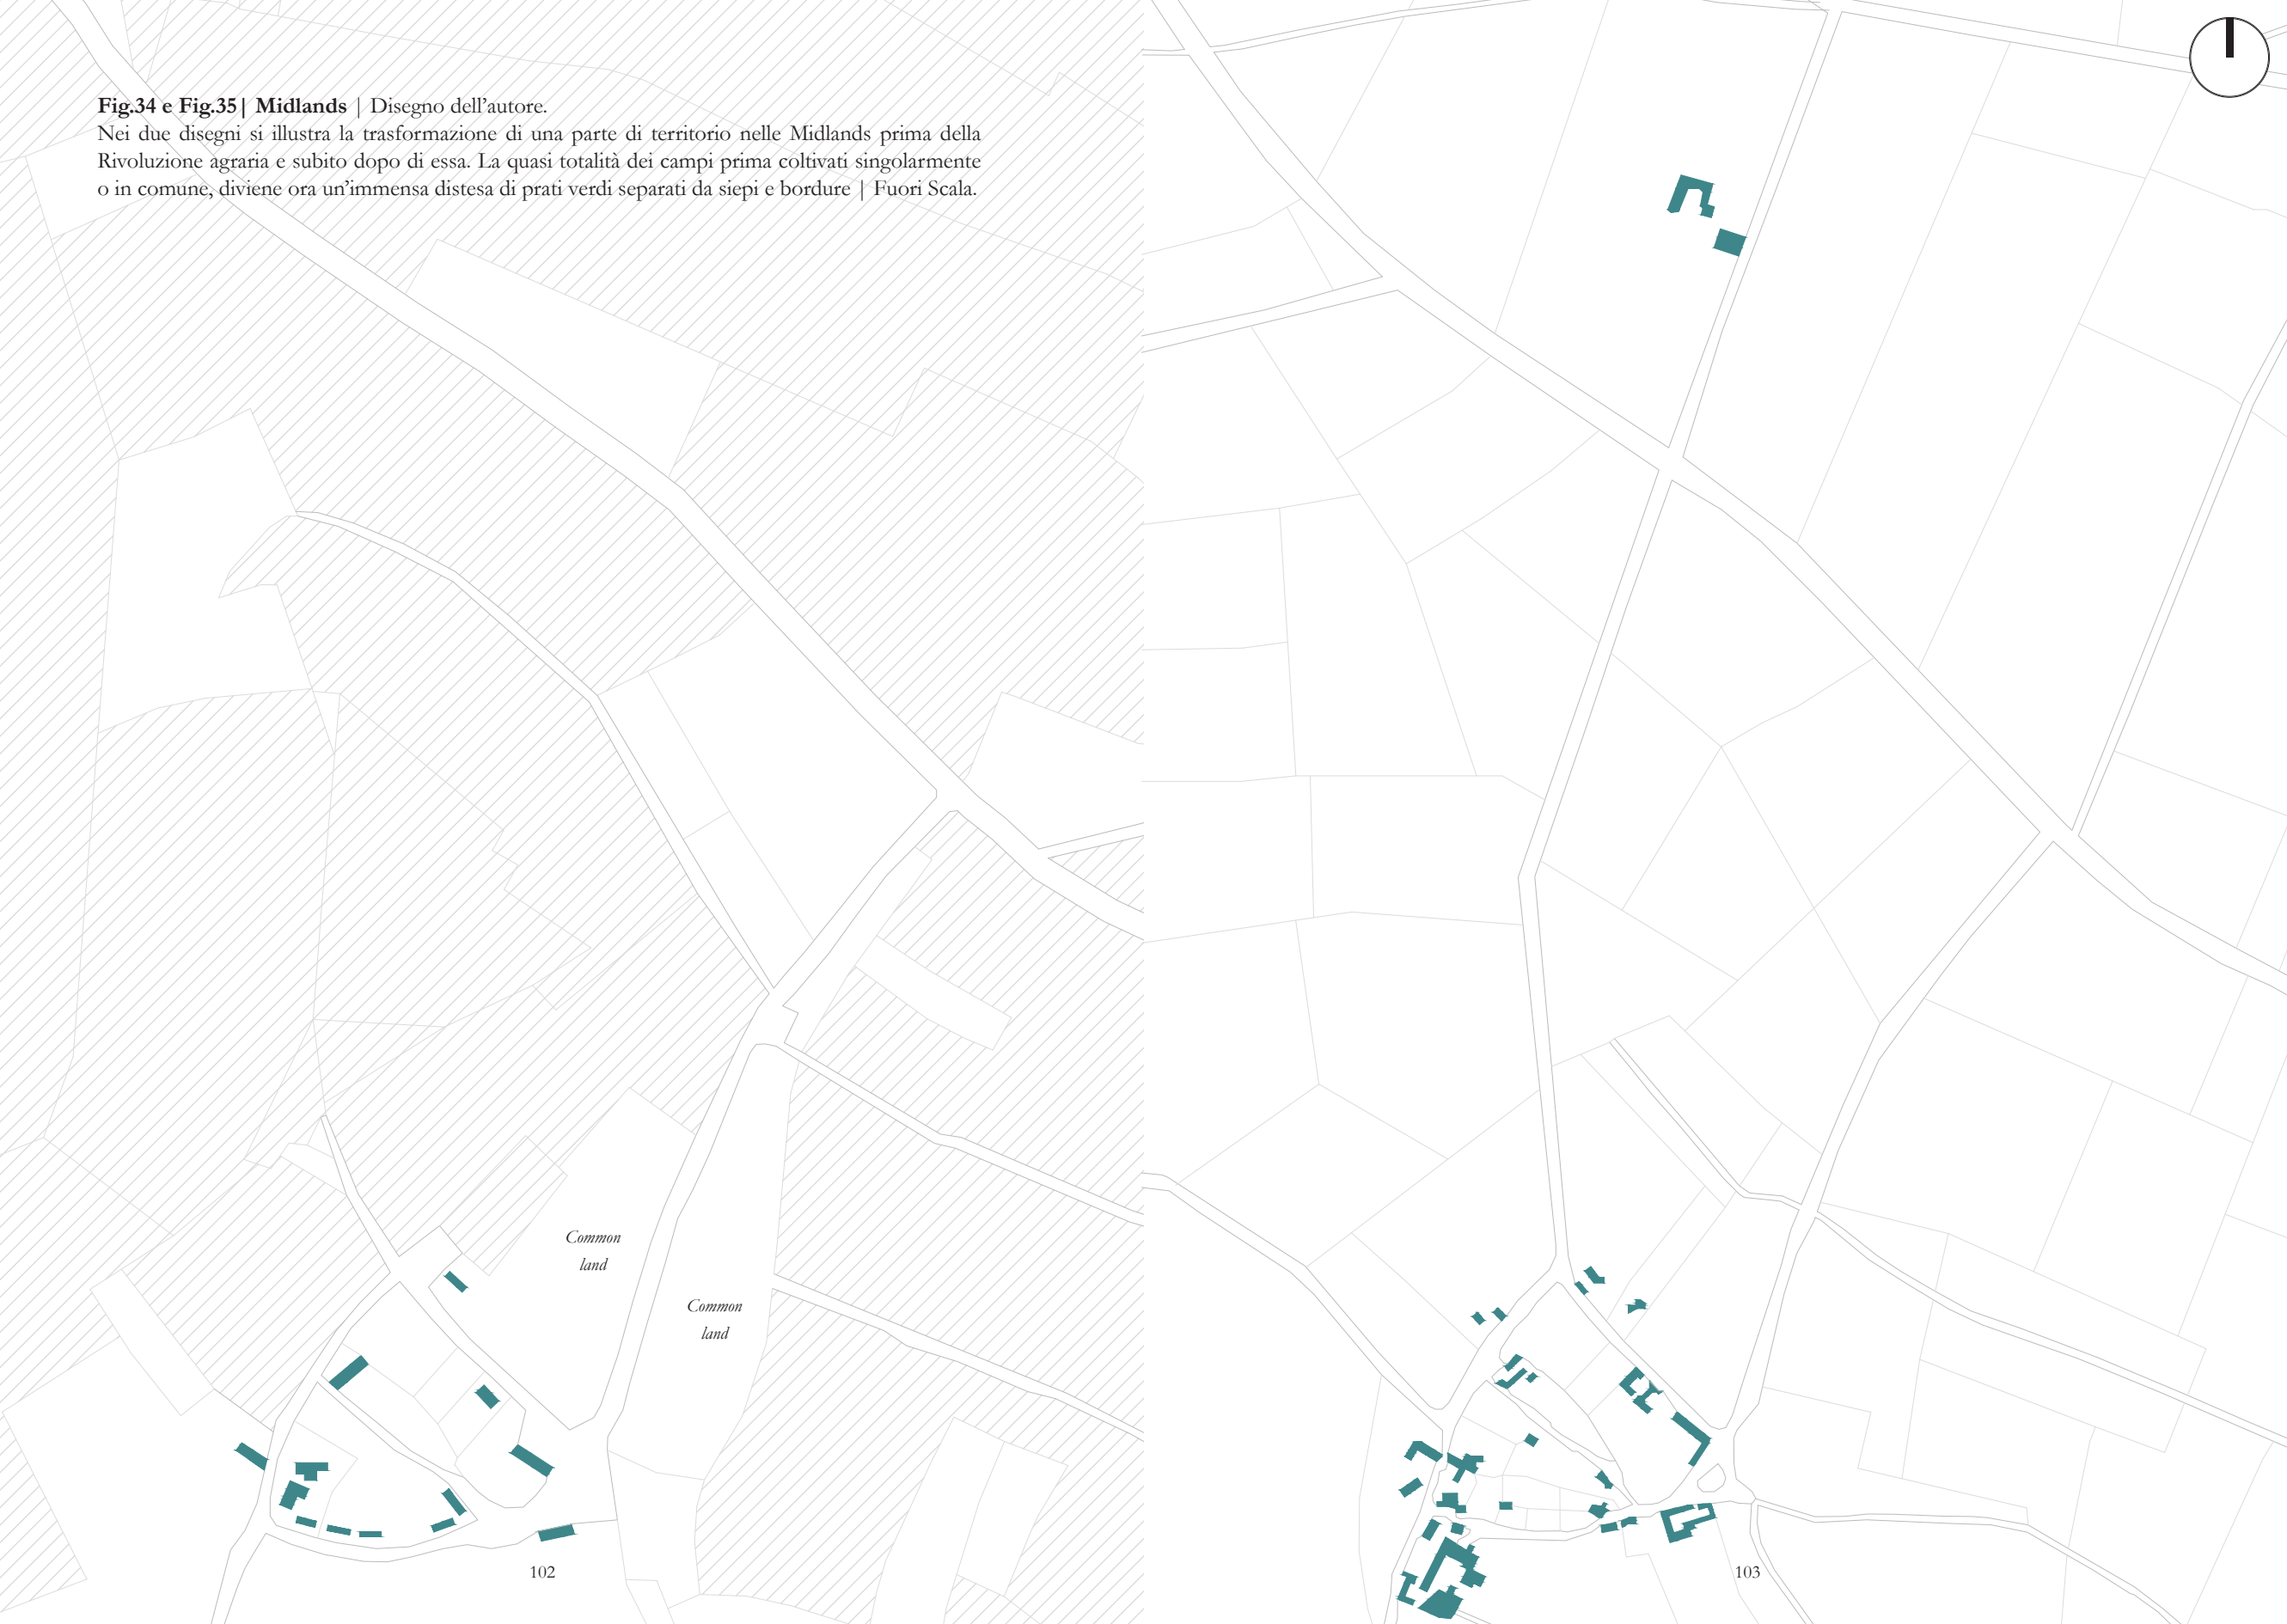 Fig.34 e Fig.35| Midlands | Disegno dell’autore.
Nei due disegni si illustra la trasformazione di una parte di territorio nelle Midlands prima della
Rivoluzione agraria e subito dopo di essa. La quasi totalità dei campi prima coltivati singolarmente
o in comune, diviene ora un’immensa distesa di prati verdi separati da siepi e bordure | Fuori Scala.
Common
land
Common
land
102
103